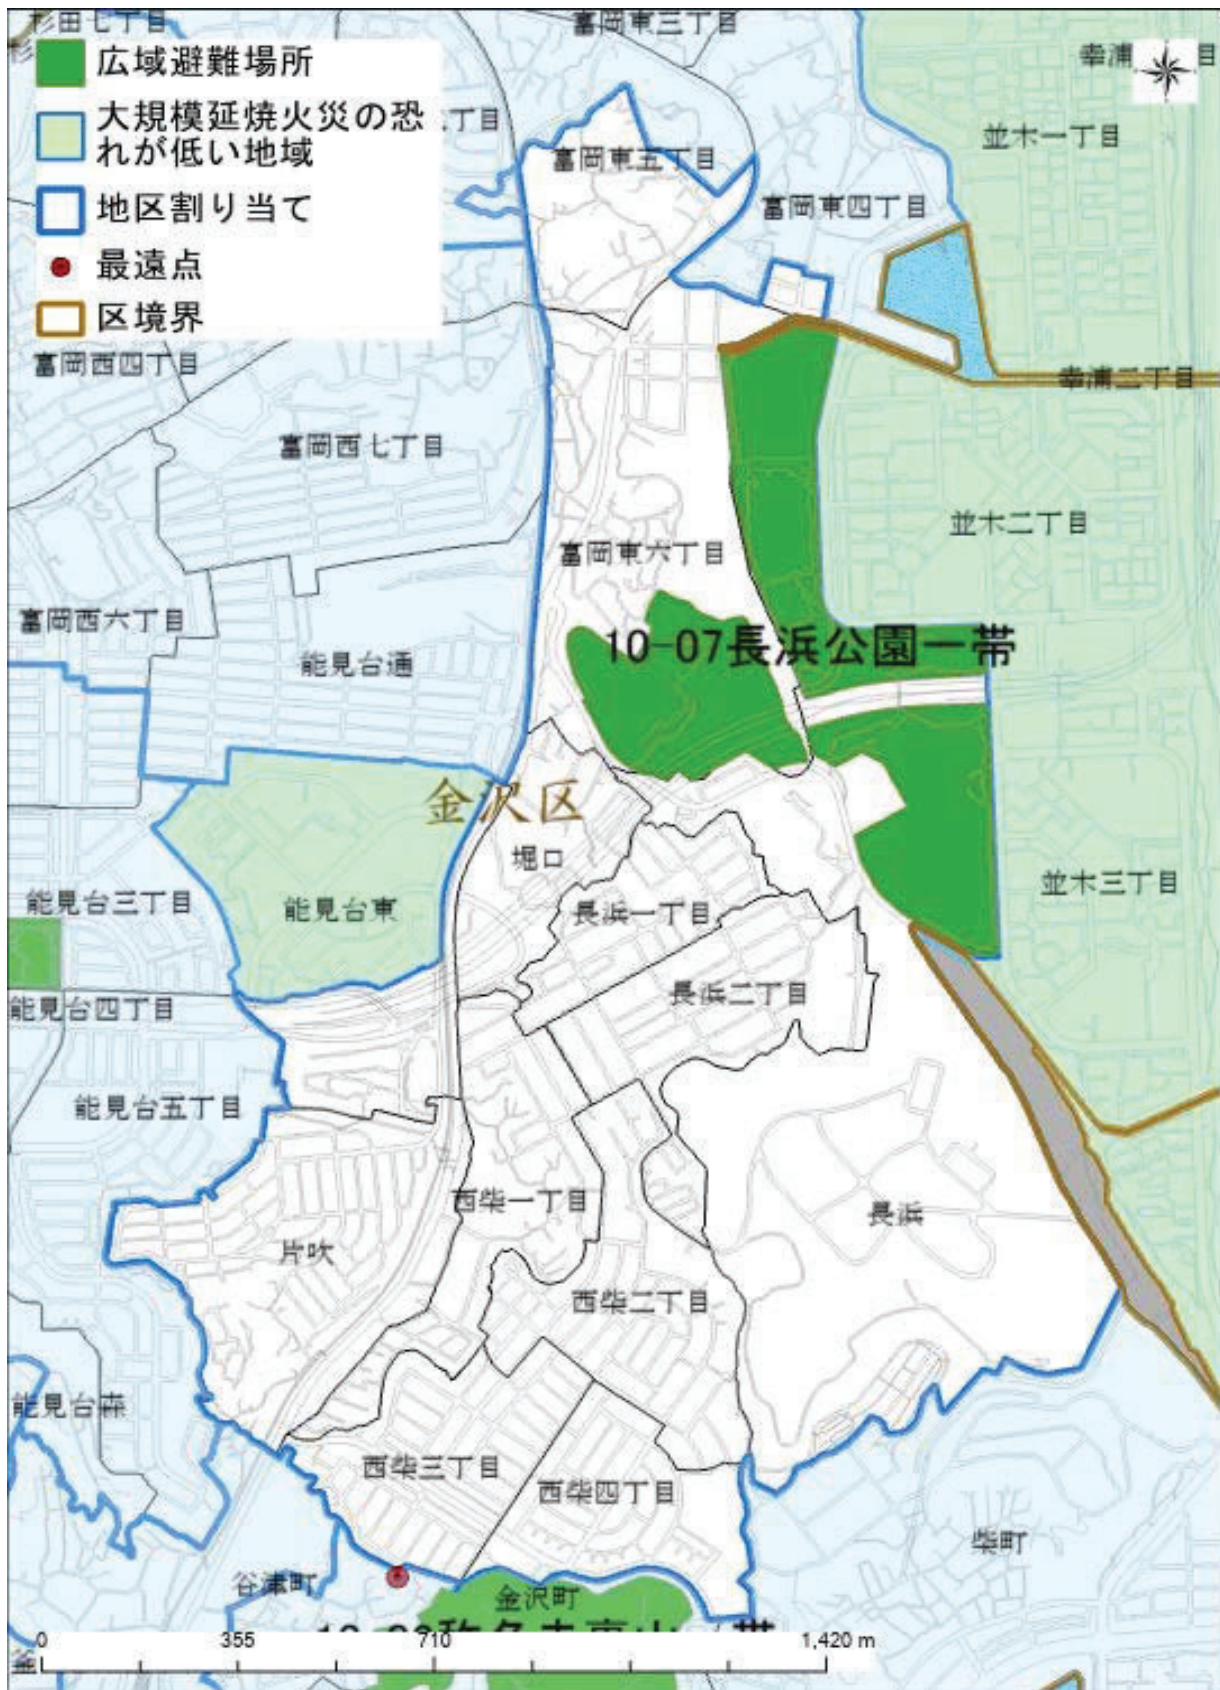 杉田七丁目
富岡東三丁目
広域避難場所
幸浦
目
大規模延焼火災の恐
れが低い地域
丁目
並木一丁目
富岡東五丁目
地区割り当て
富岡東四丁目
最遠点
区境界
富岡西四丁目
幸浦二丁目
富岡西七丁目
並木二丁目
富岡東六丁目
富岡西六丁目
10-07長浜公園一帯
能見台通
金沢区
堀口
並木三丁目
能見台三丁目
能見台東
長浜一丁目
長浜二丁目
能見台四丁目
能見台五丁目
西柴一丁目
長浜
片吹
西柴二丁目
能見台森
西柴三丁目
西柴四丁目
柴町
谷津町
金沢町
0
355
710
1,420 m
釜